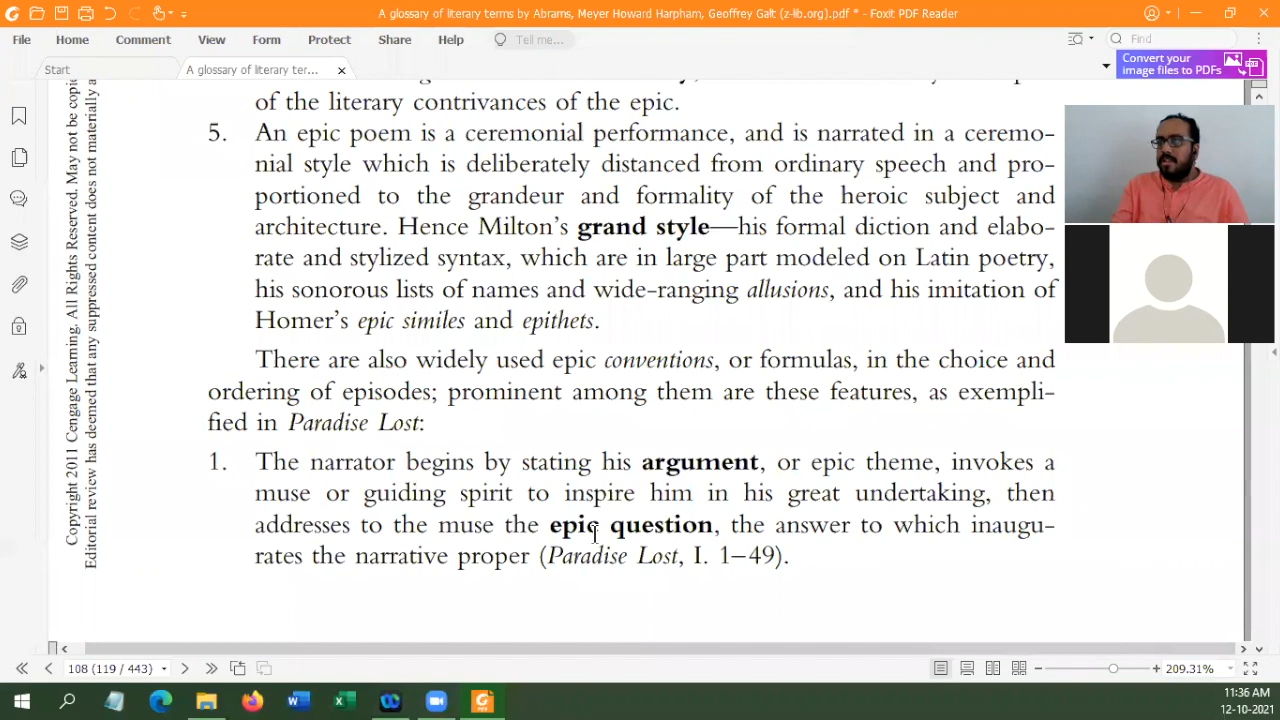 A glossary of literary terms by Abrams, Meyer Howard Harpham, Geoffrey Galt (z-lib.org).pdf * - Foxit PDF Reader
File Home Comment View Form Protect Share Help Tell me... Find
Start A glossary of literary ter...
Convert your
image files to PDFs
of the literary contrivances of the epic.
5. An epic poem is a ceremonial performance, and is narrated in a ceremo-
nial style which is deliberately distanced from ordinary speech and pro-
portioned to the grandeur and formality of the heroic subject and
architecture. Hence Milton's grand style—his formal diction and elabo-
rate and stylized syntax, which are in large part modeled on Latin poetry,
his sonorous lists of names and wide-ranging allusions, and his imitation of
Homer's epic similes and epithets.
There are also widely used epic conventions, or formulas, in the choice and
ordering of episodes; prominent among them are these features, as exempli-
fied in Paradise Lost:
1. The narrator begins by stating his argument, or epic theme, invokes a
muse or guiding spirit to inspire him in his great undertaking, then
addresses to the muse the epic question, the answer to which inaugu-
rates the narrative proper (Paradise Lost, I. 1–49).
Copyright 2011 Cengage Learning. All Rights Reserved. May not be copi
Editorial review has deemed that any suppressed content does not materially a
108 (119 / 443)
209.31%
11:36 AM
12-10-2021